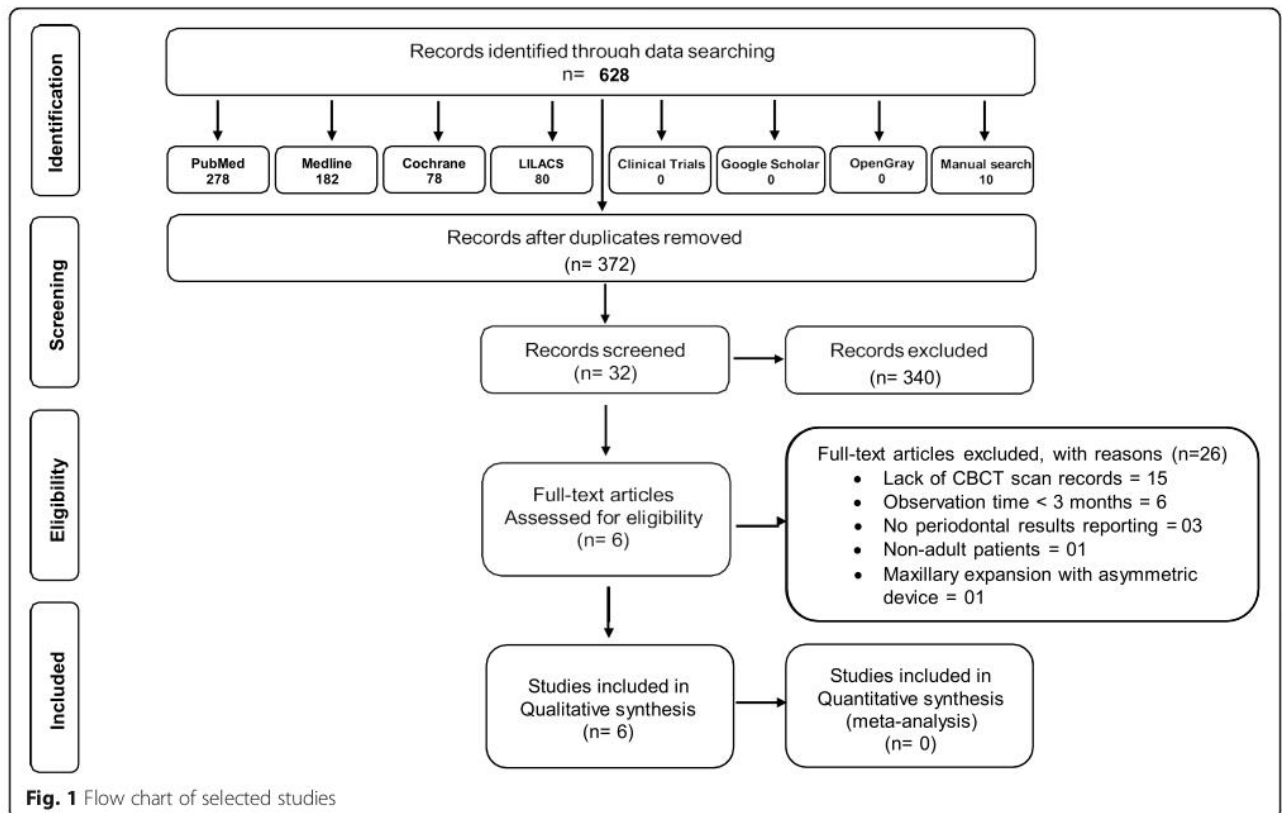 Identification
Records identified through data searching
n= 628
PubMed
278
Medline
182
Cochrane
78
LILACS
80
Clinical Trials
0
Google Scholar
0
OpenGray
0
Manual search
10
Screening
Records after duplicates removed
(n= 372)
Records screened
(n= 32)
Records excluded
(n= 340)
Eligibility
Full-text articles
Assessed for eligibility
(n= 6)
Full-text articles excluded, with reasons (n=26)
• Lack of CBCT scan records = 15
• Observation time < 3 months = 6
• No periodontal results reporting = 03
• Non-adult patients = 01
• Maxillary expansion with asymmetric
device = 01
Included
Studies included in
Qualitative synthesis
(n= 6)
Studies included in
Quantitative synthesis
(meta-analysis)
(n= 0)
Fig. 1 Flow chart of selected studies